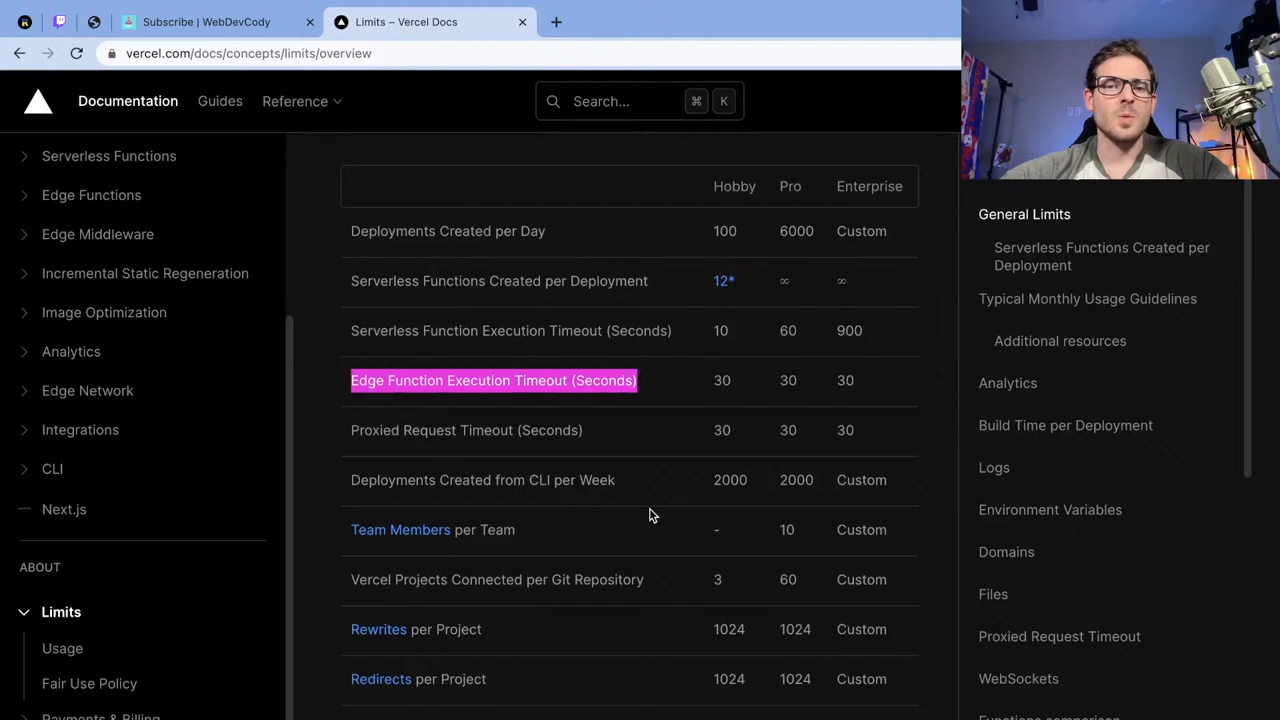 Subscribe | WebDevCody
Limits – Vercel Docs
vercel.com/docs/concepts/limits/overview
Documentation
Guides
Reference
Search...
⌘
K
Serverless Functions
Edge Functions
Edge Middleware
Incremental Static Regeneration
Image Optimization
Analytics
Edge Network
Integrations
CLI
Next.js
ABOUT
Limits
Usage
Fair Use Policy
Payments & Billing
Hobby Pro Enterprise
Deployments Created per Day 100 6000 Custom
Serverless Functions Created per Deployment 12* ∞ ∞
Serverless Function Execution Timeout (Seconds) 10 60 900
Edge Function Execution Timeout (Seconds) 30 30 30
Proxied Request Timeout (Seconds) 30 30 30
Deployments Created from CLI per Week 2000 2000 Custom
Team Members per Team - 10 Custom
Vercel Projects Connected per Git Repository 3 60 Custom
Rewrites per Project 1024 1024 Custom
Redirects per Project 1024 1024 Custom
General Limits
Serverless Functions Created per
Deployment
Typical Monthly Usage Guidelines
Additional resources
Analytics
Build Time per Deployment
Logs
Environment Variables
Domains
Files
Proxied Request Timeout
WebSockets
Functions comparison